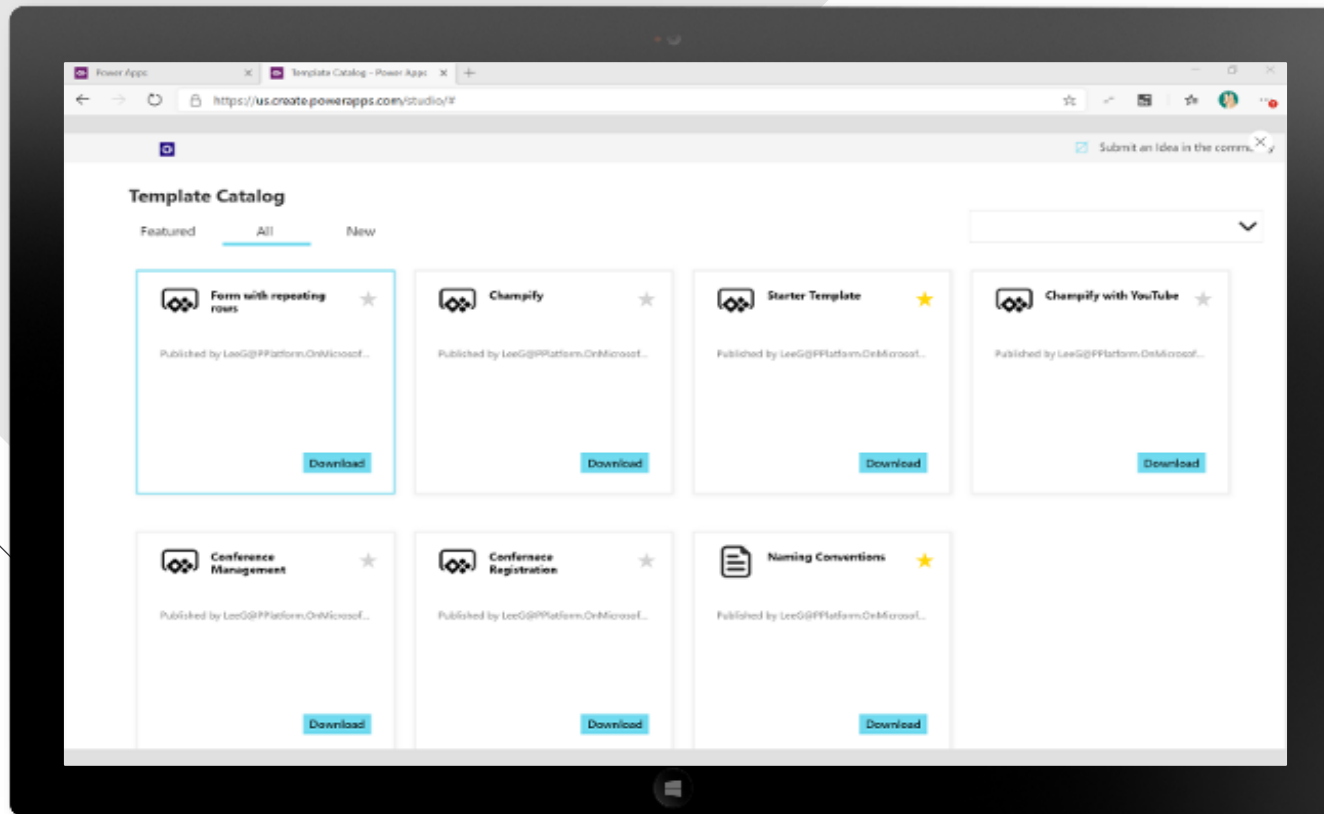 Power Apps
Template Catalog - Power Apps
https://us.create.powerapps.com/studio/#
Submit an Idea in the comm
Template Catalog
Featured All New
Form with repeating rows
Champify
Starter Template
Champify with YouTube
Published by LeeG@PPlatform.OnMicrosof...
Published by LeeG@PPlatform.OnMicrosof...
Published by LeeG@PPlatform.OnMicrosof...
Published by LeeG@PPlatform.OnMicrosof...
Download
Download
Download
Download
Conference Management
Confernece Registration
Naming Conventions
Published by LeeG@PPlatform.OnMicrosof...
Published by LeeG@PPlatform.OnMicrosof...
Published by LeeG@PPlatform.OnMicrosof...
Download
Download
Download